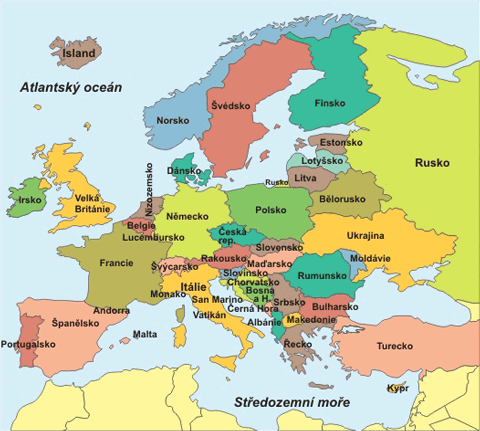 Island
Atlantský oceán
Norsko
Švédsko
Finsko
Estonsko
Lotyšsko
Litva
Rusko
Rusko
Dánsko
Irsko
Velká
Británie
Nizozemsko
Belgie
Lucembursko
Německo
Polsko
Bělorusko
Ukrajina
Česká
rep.
Slovensko
Moldávie
Francie
Švýcarsko
Rakousko
Maďarsko
Rumunsko
Slovinsko
Chorvatsko
Bosna
a H.
Srbsko
Bulharsko
Monako
Itálie
San Marino
Vatikán
Černá Hora
Makedonie
Albánie
Řecko
Turecko
Andorra
Španělsko
Portugalsko
Malta
Kypr
Středozemní moře